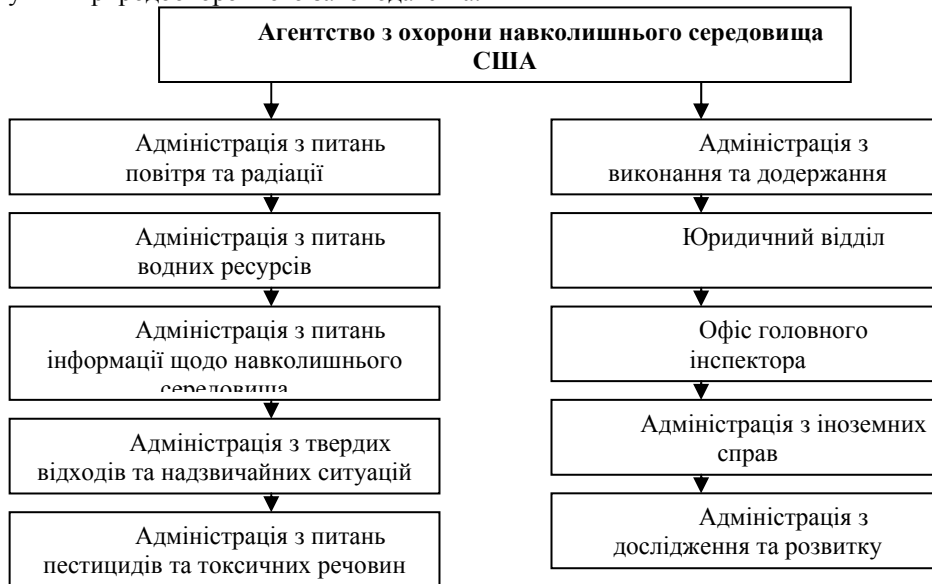 Агентство з охорони навколишнього середовища
США
Адміністрація з питань
повітря та радіації
Адміністрація з питань
водних ресурсів
Адміністрація з питань
інформації щодо навколишнього
середовища
Адміністрація з твердих
відходів та надзвичайних ситуацій
Адміністрація з питань
пестицидів та токсичних речовин
Адміністрація з
виконання та додержання
Юридичний відділ
Офіс головного
інспектора
Адміністрація з іноземних
справ
Адміністрація з
дослідження та розвитку